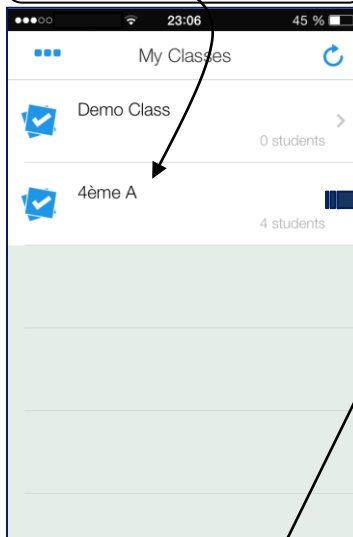 23:06 45 %
My Classes
Demo Class
0 students
4ème A
4 students